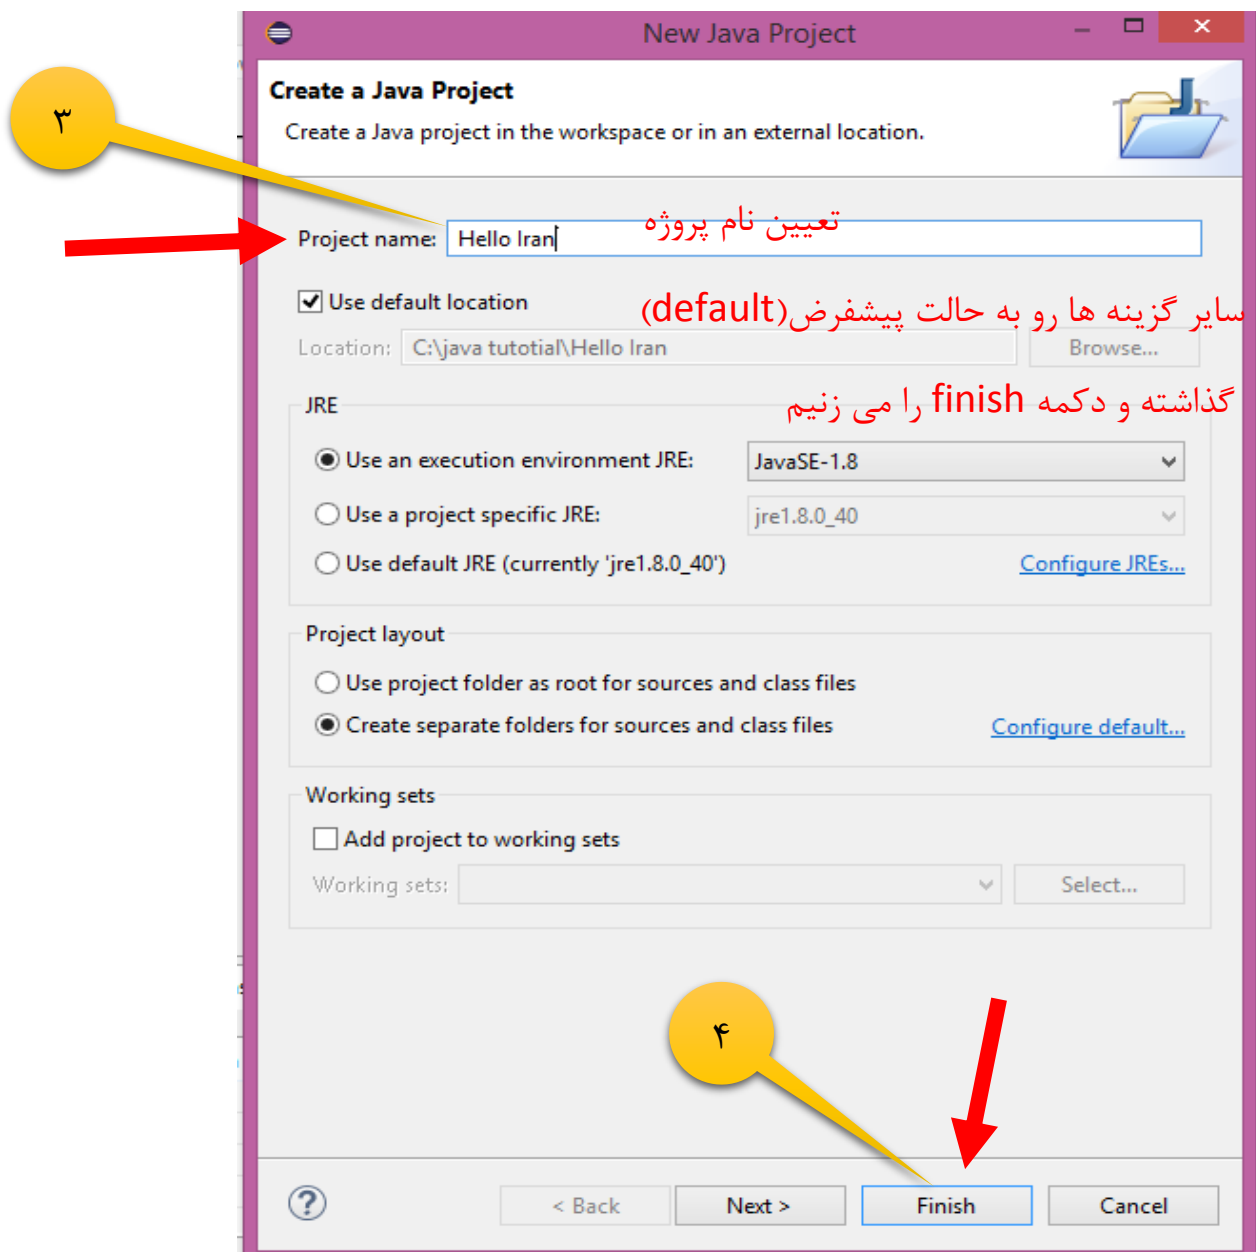 New Java Project
Create a Java Project
Create a Java project in the workspace or in an external location.
۳
Project name: Hello Iran
تعیین نام پروژه
Use default location
سایر گزینه ها رو به حالت پیشفرض(default)
Location: C:\java tutotial\Hello Iran Browse...
گذاشته و دکمه finish را می زنیم
JRE
Use an execution environment JRE: JavaSE-1.8
Use a project specific JRE: jre1.8.0_40
Use default JRE (currently 'jre1.8.0_40') Configure JREs...
Project layout
Use project folder as root for sources and class files
Create separate folders for sources and class files Configure default...
Working sets
Add project to working sets
Working sets: Select...
۴
< Back Next > Finish Cancel